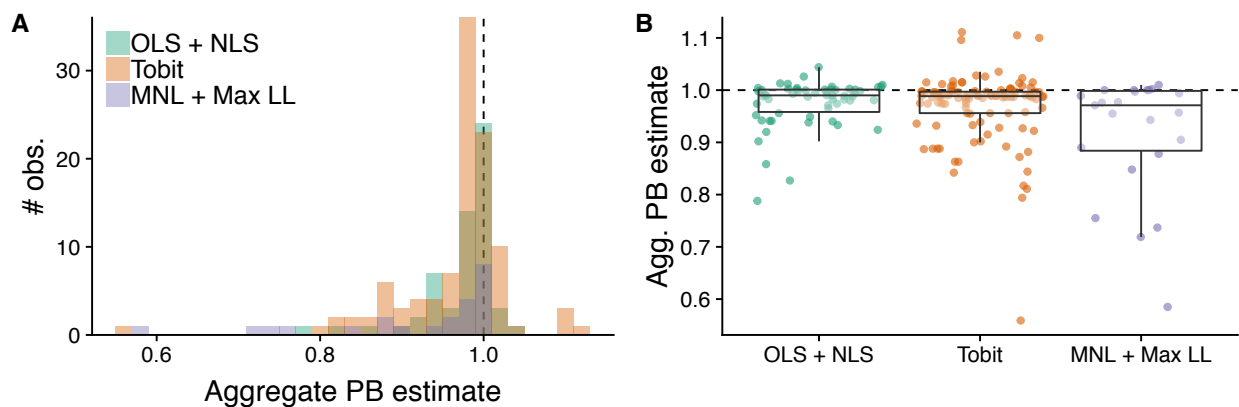 A
OLS + NLS
Tobit
MNL + Max LL
# obs.
30
20
10
0
0.6
0.8
1.0
Aggregate PB estimate
B
Agg. PB estimate
1.1
1.0
0.9
0.8
0.7
0.6
OLS + NLS
Tobit
MNL + Max LL